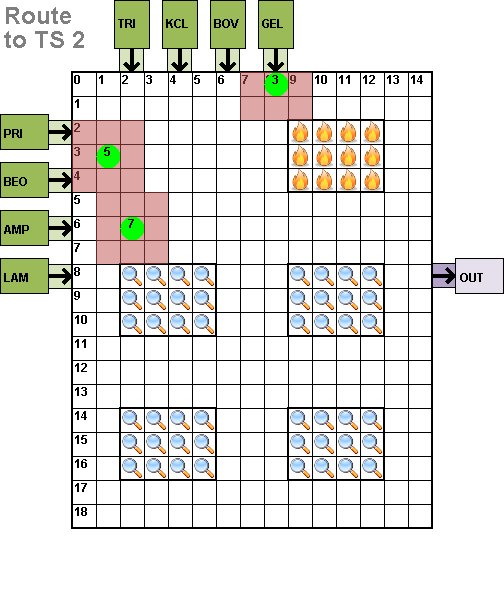 Route
to TS 2
TRI KCL BOV GEL
0 1 2 3 4 5 6 7 3 9 10 11 12 13 14
1
PRI 2
3 5
BEO 4
5
AMP 6 7
7
LAM 8 OUT
9
10
11
12
13
14
15
16
17
18